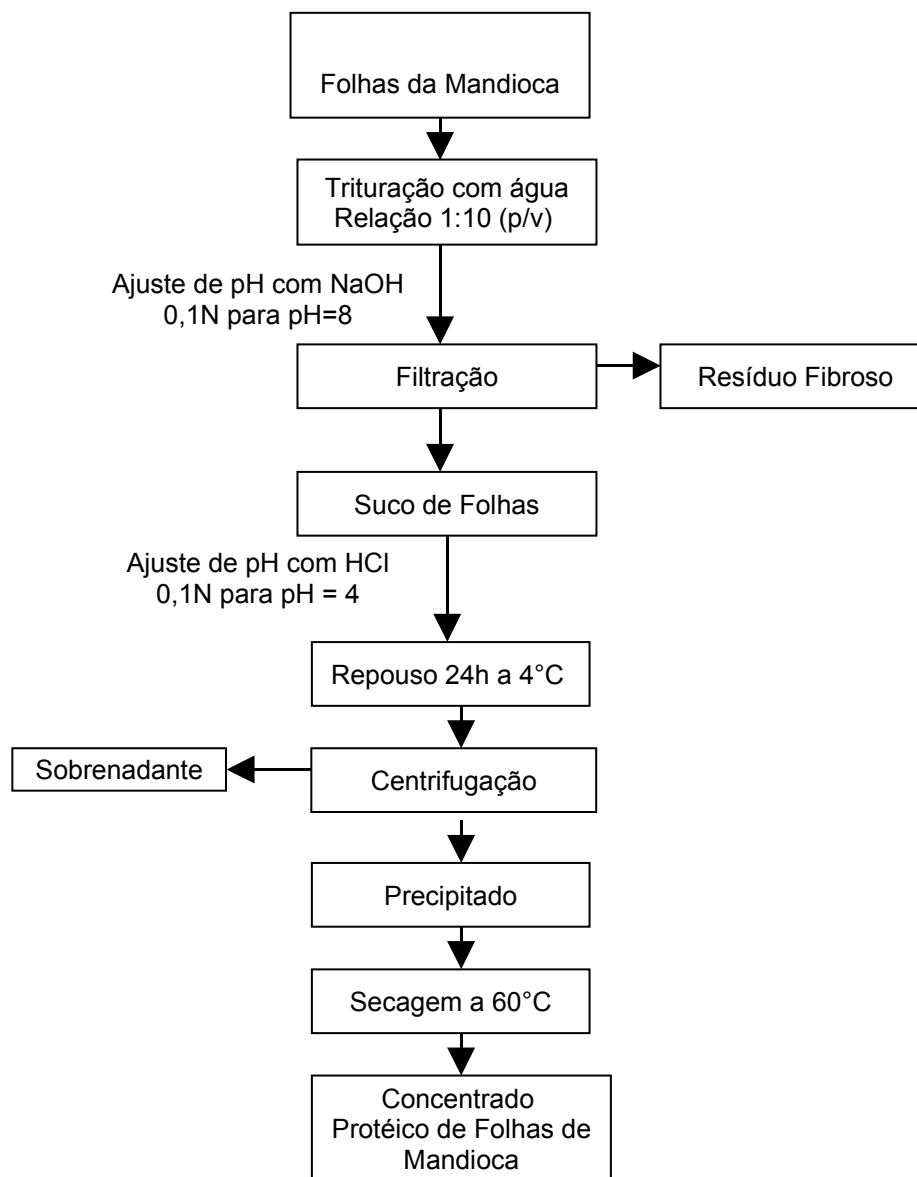 Folhas da Mandioca
Trituração com água
Relação 1:10 (p/v)
Ajuste de pH com NaOH
0,1N para pH=8
Filtração
Resíduo Fibroso
Suco de Folhas
Ajuste de pH com HCl
0,1N para pH = 4
Repouso 24h a 4°C
Sobrenadante
Centrifugação
Precipitado
Secagem a 60°C
Concentrado
Protéico de Folhas de
Mandioca